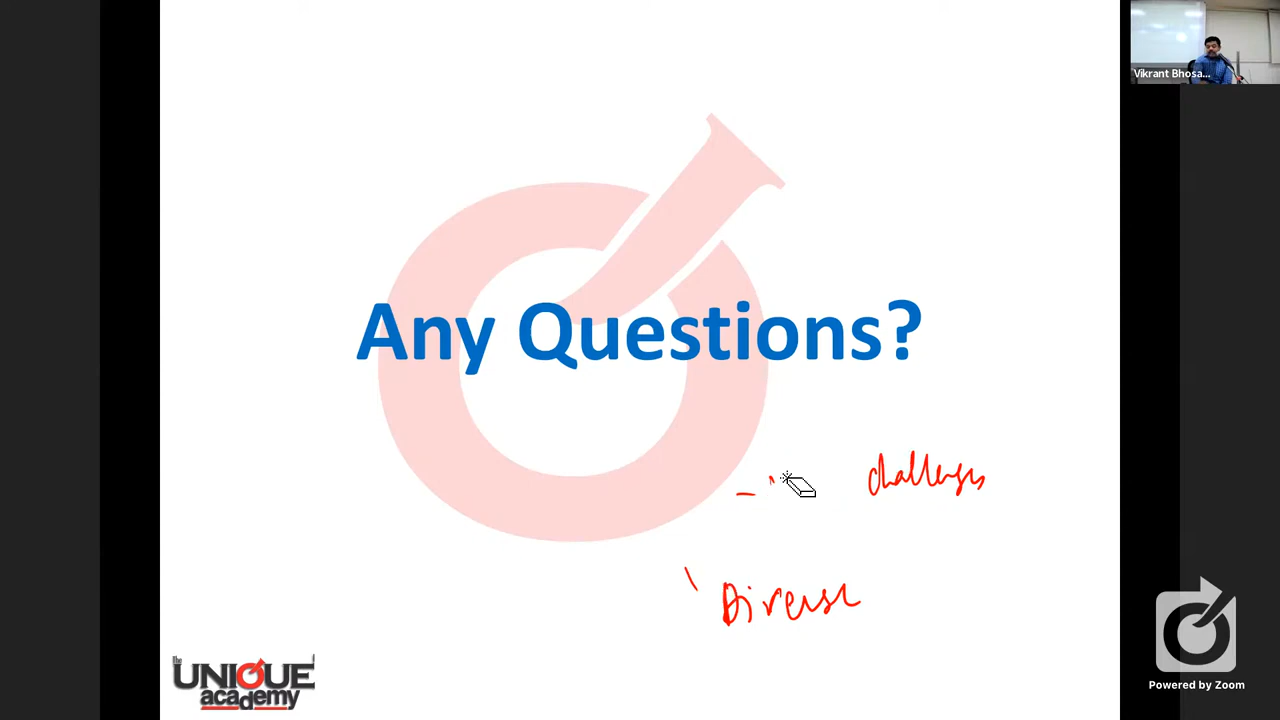 Vikrant Bhosa...
Any Questions?
challenges
Diverse
The
UNIQUE
academy
Powered by Zoom